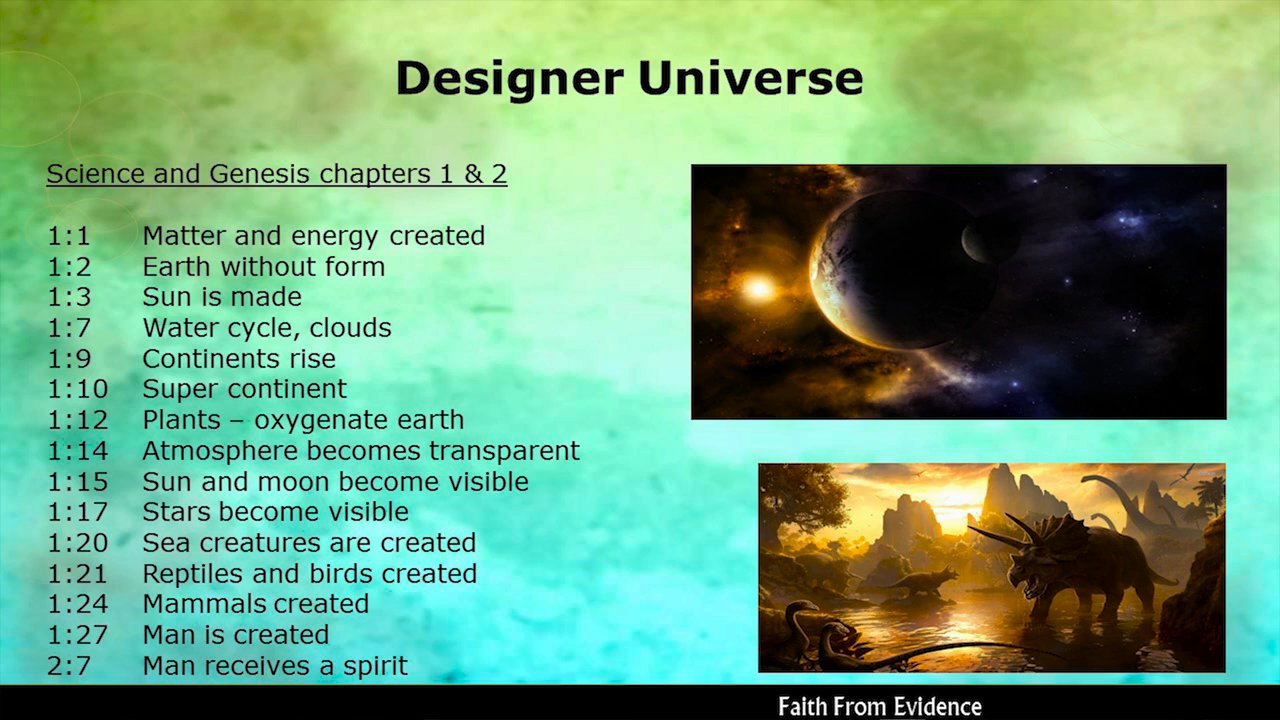 Designer Universe
Science and Genesis chapters 1 & 2
1:1 Matter and energy created
1:2 Earth without form
1:3 Sun is made
1:7 Water cycle, clouds
1:9 Continents rise
1:10 Super continent
1:12 Plants – oxygenate earth
1:14 Atmosphere becomes transparent
1:15 Sun and moon become visible
1:17 Stars become visible
1:20 Sea creatures are created
1:21 Reptiles and birds created
1:24 Mammals created
1:27 Man is created
2:7 Man receives a spirit
Faith From Evidence